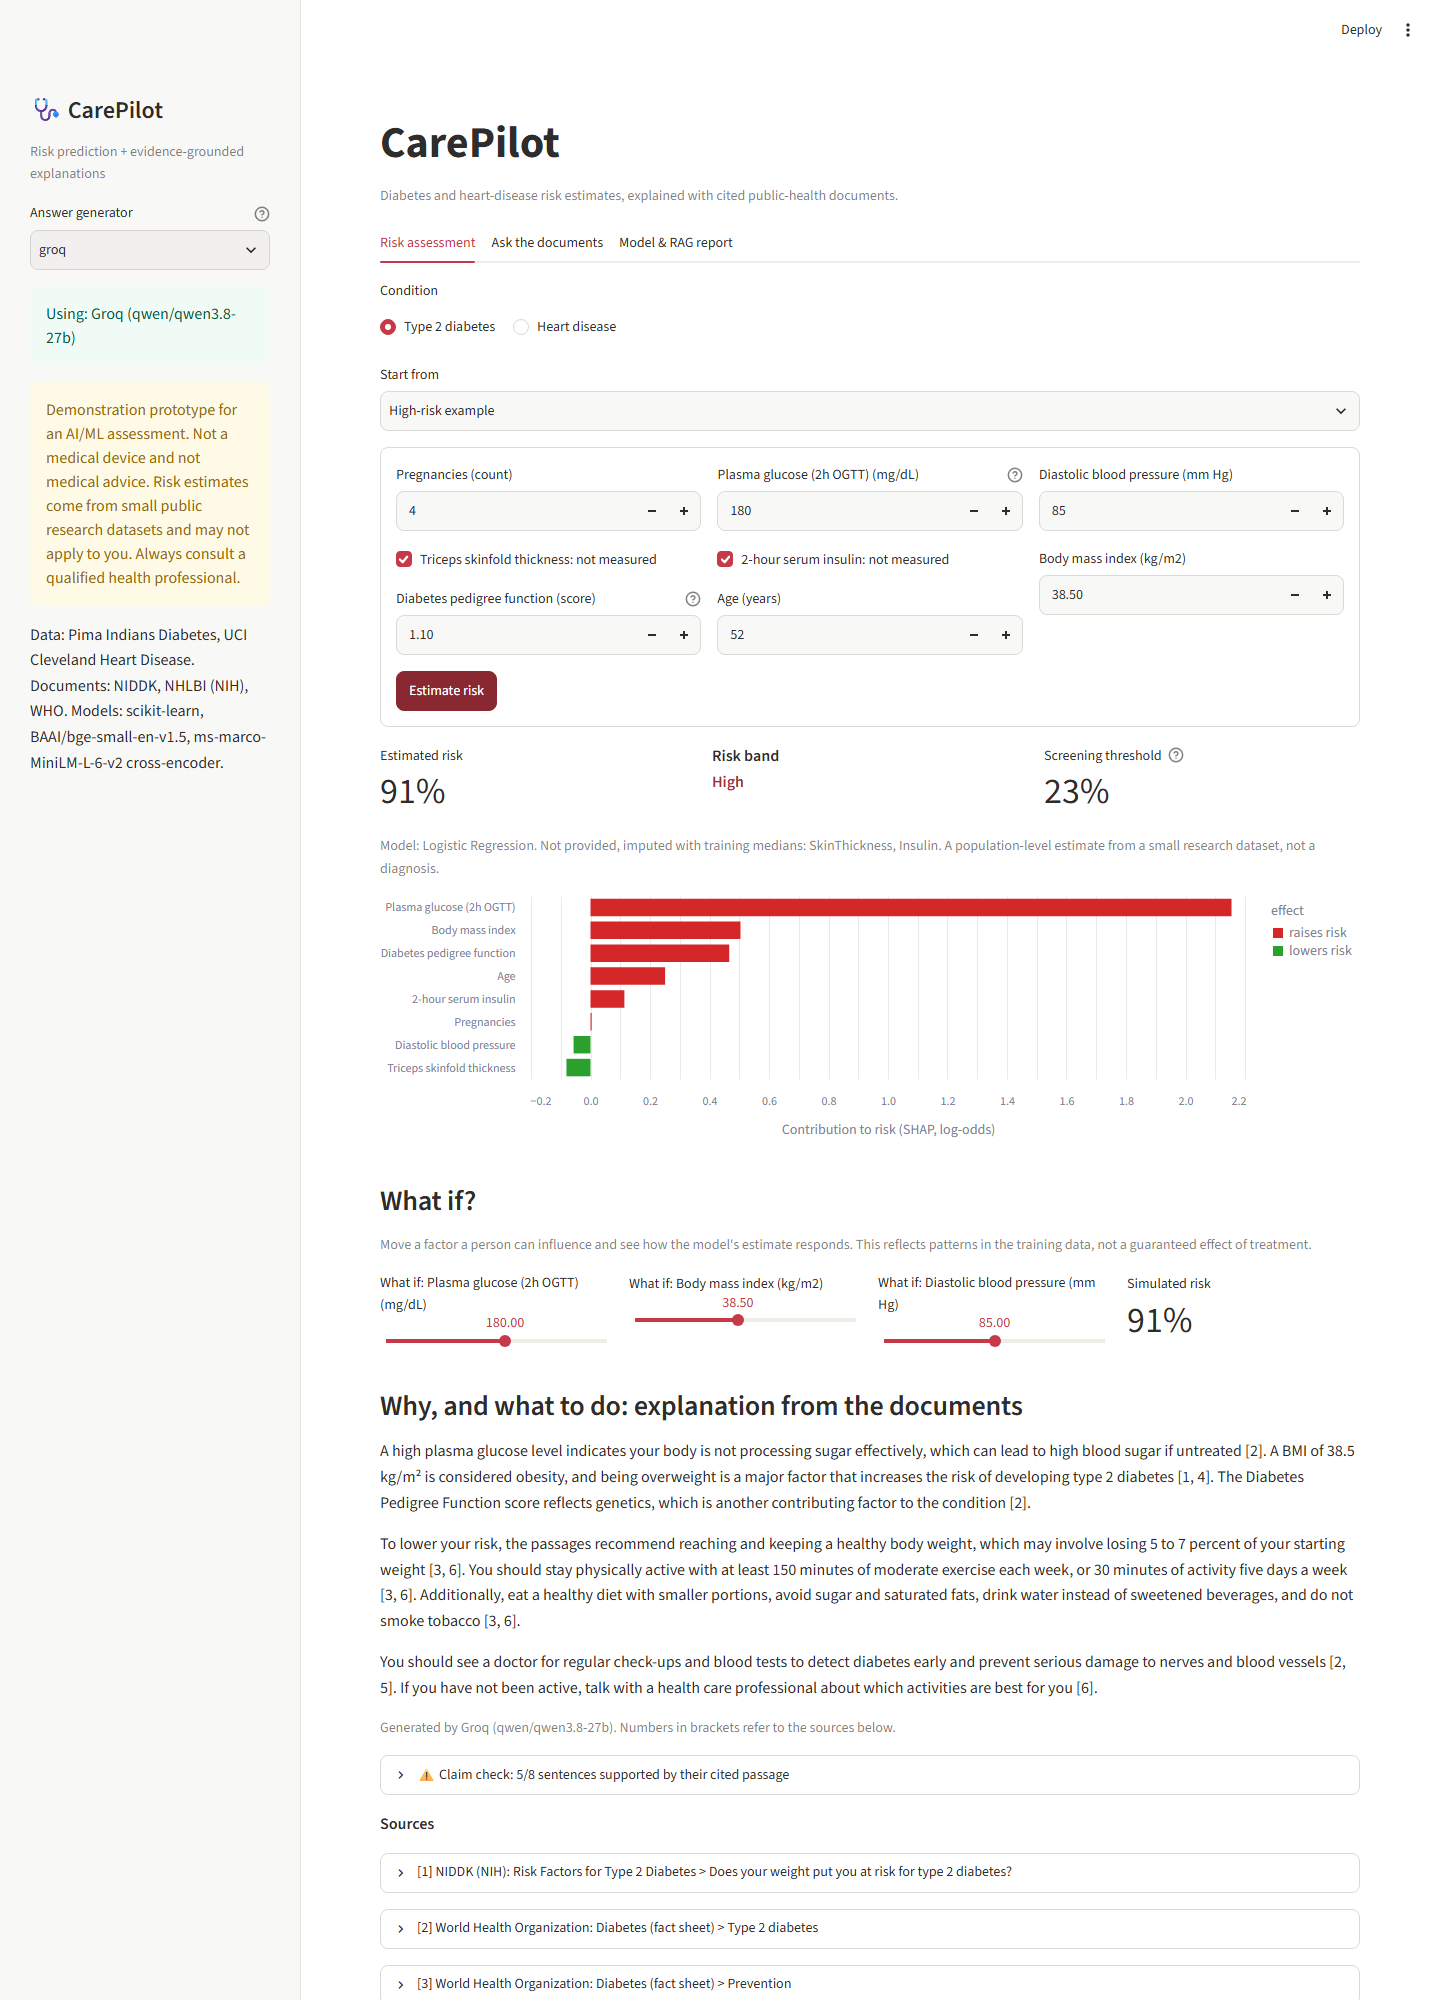 Deploy
CarePilot
Risk prediction + evidence-grounded
explanations
Answer generator
groq
Using: Groq (qwen/qwen3.8-
27b)
Demonstration prototype for
an AI/ML assessment. Not a
medical device and not
medical advice. Risk estimates
come from small public
research datasets and may not
apply to you. Always consult a
qualified health professional.
Data: Pima Indians Diabetes, UCI
Cleveland Heart Disease.
Documents: NIDDK, NHLBI (NIH),
WHO. Models: scikit-learn,
BAAI/bge-small-en-v1.5, ms-marco-
MiniLM-L-6-v2 cross-encoder.
CarePilot
Diabetes and heart-disease risk estimates, explained with cited public-health documents.
Risk assessment Ask the documents Model & RAG report
Condition
Type 2 diabetes Heart disease
Start from
High-risk example
Pregnancies (count) Plasma glucose (2h OGTT) (mg/dL) Diastolic blood pressure (mm Hg)
4 180 85
Triceps skinfold thickness: not measured 2-hour serum insulin: not measured Body mass index (kg/m2)
38.50
Diabetes pedigree function (score) Age (years)
1.10 52
Estimate risk
Estimated risk Risk band Screening threshold
91% High 23%
Model: Logistic Regression. Not provided, imputed with training medians: SkinThickness, Insulin. A population-level estimate from a small research dataset, not a
diagnosis.
Plasma glucose (2h OGTT)
Body mass index
Diabetes pedigree function
Age
2-hour serum insulin
Pregnancies
Diastolic blood pressure
Triceps skinfold thickness
effect
raises risk
lowers risk
−0.2 0.0 0.2 0.4 0.6 0.8 1.0 1.2 1.4 1.6 1.8 2.0 2.2
Contribution to risk (SHAP, log-odds)
What if?
Move a factor a person can influence and see how the model's estimate responds. This reflects patterns in the training data, not a guaranteed effect of treatment.
What if: Plasma glucose (2h OGTT)
(mg/dL)
180.00
What if: Body mass index (kg/m2)
38.50
What if: Diastolic blood pressure (mm
Hg)
85.00
Simulated risk
91%
Why, and what to do: explanation from the documents
A high plasma glucose level indicates your body is not processing sugar effectively, which can lead to high blood sugar if untreated [2]. A BMI of 38.5
kg/m² is considered obesity, and being overweight is a major factor that increases the risk of developing type 2 diabetes [1, 4]. The Diabetes
Pedigree Function score reflects genetics, which is another contributing factor to the condition [2].
To lower your risk, the passages recommend reaching and keeping a healthy body weight, which may involve losing 5 to 7 percent of your starting
weight [3, 6]. You should stay physically active with at least 150 minutes of moderate exercise each week, or 30 minutes of activity five days a week
[3, 6]. Additionally, eat a healthy diet with smaller portions, avoid sugar and saturated fats, drink water instead of sweetened beverages, and do not
smoke tobacco [3, 6].
You should see a doctor for regular check-ups and blood tests to detect diabetes early and prevent serious damage to nerves and blood vessels [2,
5]. If you have not been active, talk with a health care professional about which activities are best for you [6].
Generated by Groq (qwen/qwen3.8-27b). Numbers in brackets refer to the sources below.
Claim check: 5/8 sentences supported by their cited passage
Sources
[1] NIDDK (NIH): Risk Factors for Type 2 Diabetes > Does your weight put you at risk for type 2 diabetes?
[2] World Health Organization: Diabetes (fact sheet) > Type 2 diabetes
[3] World Health Organization: Diabetes (fact sheet) > Prevention